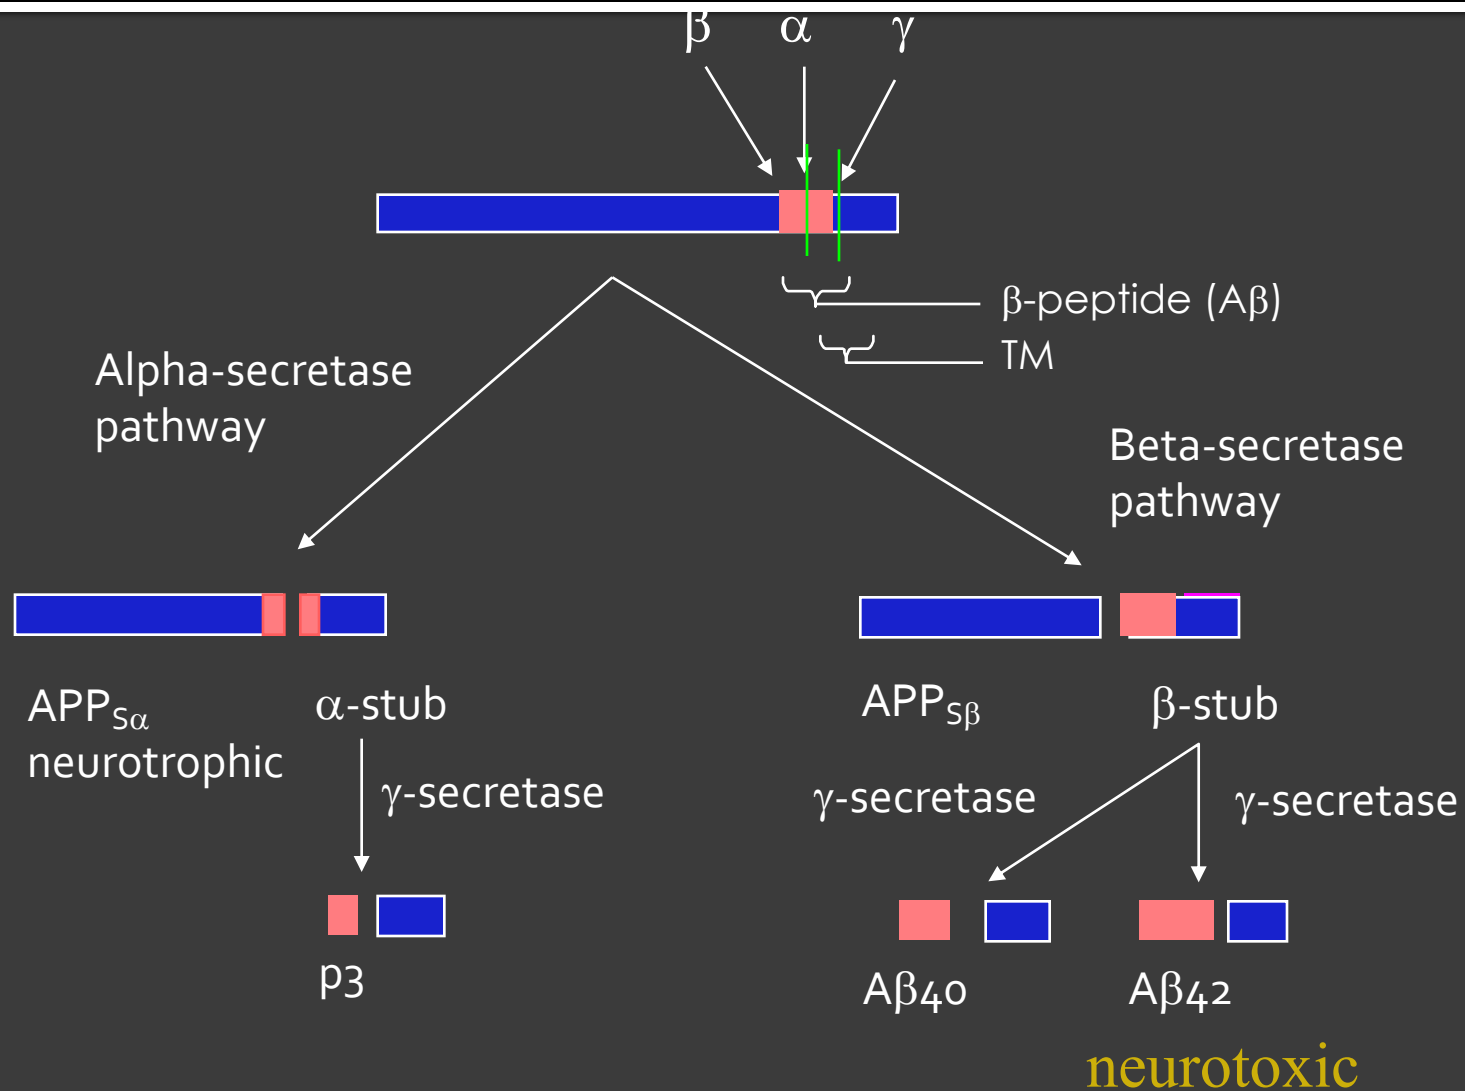 β α γ
β-peptide (Aβ)
TM
Alpha-secretase
pathway
Beta-secretase
pathway
APPSα
neurotrophic
α-stub
APPSβ
β-stub
γ-secretase
γ-secretase
γ-secretase
p3
Aβ40
Aβ42
neurotoxic